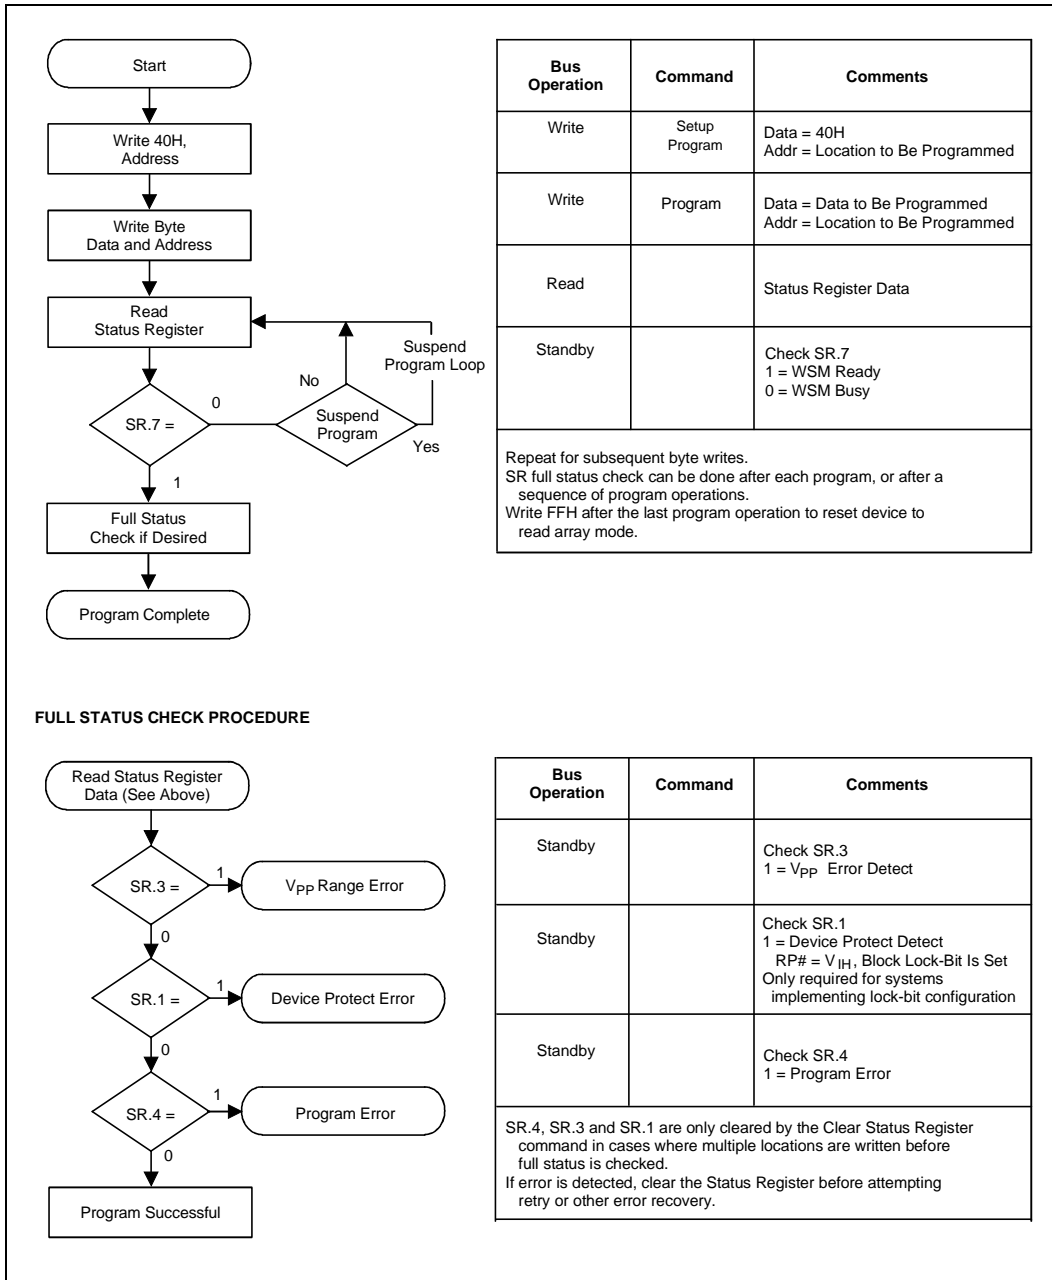 Start
Write 40H,
Address
Write Byte
Data and Address
Read
Status Register
SR.7 =
0
1
No
Suspend
Program
Yes
Suspend
Program Loop
Full Status
Check if Desired
Program Complete
Bus
Operation
Command
Comments
Write
Setup
Program
Data = 40H
Addr = Location to Be Programmed
Write
Program
Data = Data to Be Programmed
Addr = Location to Be Programmed
Read
Status Register Data
Standby
Check SR.7
1 = WSM Ready
0 = WSM Busy
Repeat for subsequent byte writes.
SR full status check can be done after each program, or after a
sequence of program operations.
Write FFH after the last program operation to reset device to
read array mode.
FULL STATUS CHECK PROCEDURE
Read Status Register
Data (See Above)
SR.3 =
1
VPP Range Error
0
SR.1 =
1
Device Protect Error
0
SR.4 =
1
Program Error
0
Program Successful
Bus
Operation
Command
Comments
Standby
Check SR.3
1 = VPP Error Detect
Standby
Check SR.1
1 = Device Protect Detect
RP# = VIH, Block Lock-Bit Is Set
Only required for systems
implementing lock-bit configuration
Standby
Check SR.4
1 = Program Error
SR.4, SR.3 and SR.1 are only cleared by the Clear Status Register
command in cases where multiple locations are written before
full status is checked.
If error is detected, clear the Status Register before attempting
retry or other error recovery.